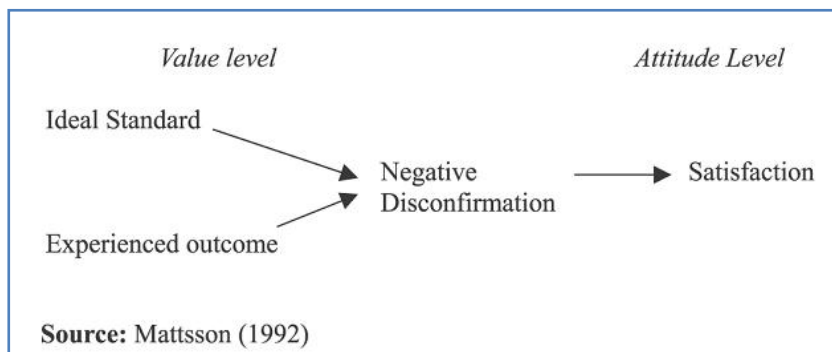 Value level
Attitude Level
Ideal Standard
Negative
Disconfirmation
Satisfaction
Experienced outcome
Source: Mattsson (1992)